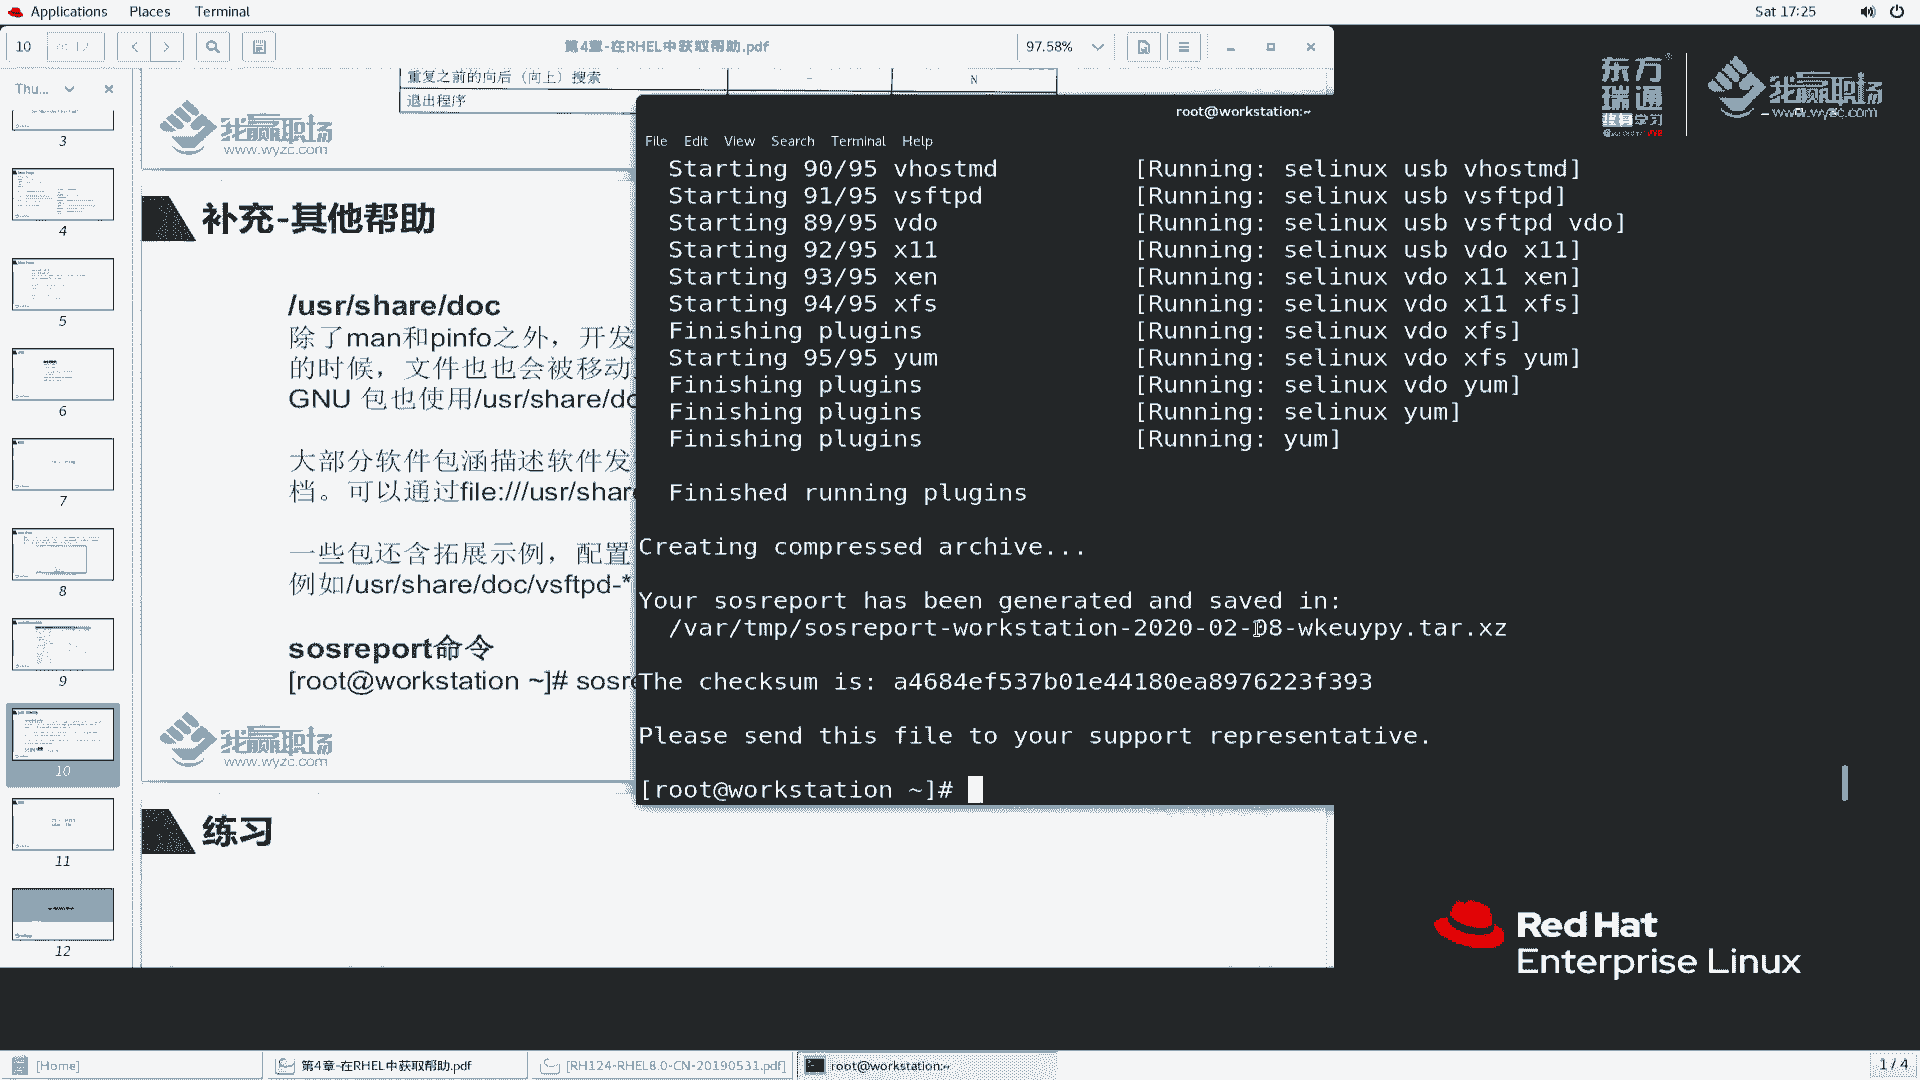 Applications Places Terminal Sat 17:25
10 of 12 第4章-在RHEL中获取帮助.pdf 97.58%
Thu...
3
4
5
6
7
8
9
10
11
12
重复之前的向后（向上）搜索 - N
退出程序
我赢职场
www.wyzc.com
补充-其他帮助
/usr/share/doc
除了man和pinfo之外，开发
的时候，文件也也会被移动
GNU 包也使用/usr/share/do
大部分软件包涵描述软件发
档。可以通过file:///usr/share
一些包还含拓展示例，配置
例如/usr/share/doc/vsftpd-*
sosreport命令
[root@workstation ~]# sosre
我赢职场
www.wyzc.com
练习
root@workstation:~
File Edit View Search Terminal Help
Starting 90/95 vhostmd [Running: selinux usb vhostmd]
Starting 91/95 vsftpd [Running: selinux usb vsftpd]
Starting 89/95 vdo [Running: selinux usb vsftpd vdo]
Starting 92/95 x11 [Running: selinux usb vdo x11]
Starting 93/95 xen [Running: selinux vdo x11 xen]
Starting 94/95 xfs [Running: selinux vdo x11 xfs]
Finishing plugins [Running: selinux vdo xfs]
Starting 95/95 yum [Running: selinux vdo xfs yum]
Finishing plugins [Running: selinux vdo yum]
Finishing plugins [Running: selinux yum]
Finishing plugins [Running: yum]
Finished running plugins
Creating compressed archive...
Your sosreport has been generated and saved in:
/var/tmp/sosreport-workstation-2020-02-08-wkeuypy.tar.xz
The checksum is: a4684ef537b01e44180ea8976223f393
Please send this file to your support representative.
[root@workstation ~]#
东方
瑞通
学习
我赢职场
www.wyzc.com
Red Hat
Enterprise Linux
[Home] 第4章-在RHEL中获取帮助.pdf [RH124-RHEL8.0-CN-20190531.pdf] root@workstation:~ 1 / 4